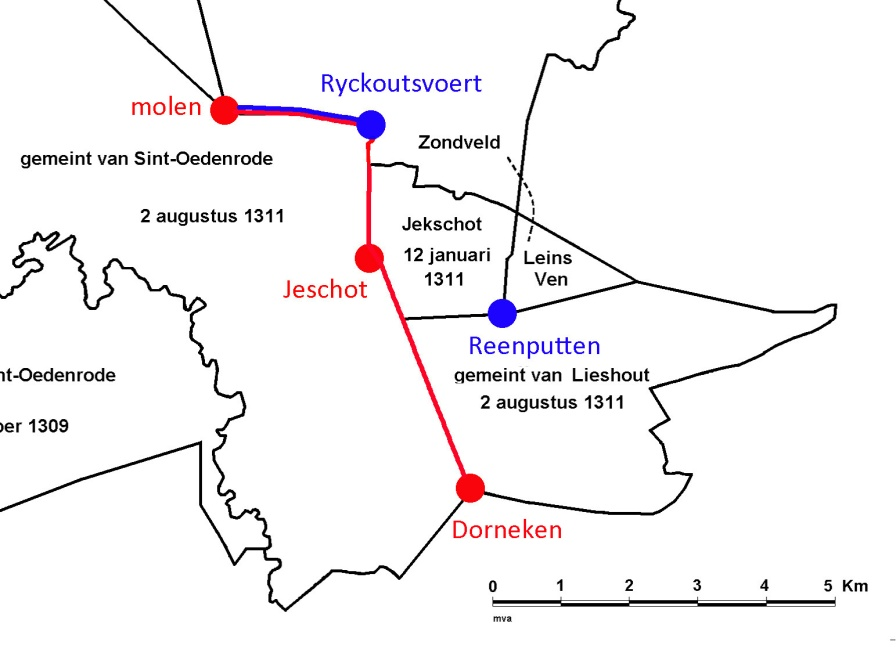 Ryckoutsvoert
molen
Zondveld
gemeint van Sint-Oedenrode
2 augustus 1311
Jekschot
12 januari
1311
Leins
Ven
Jeschot
Reenputten
nt-Oedenrode
gemeint van Lieshout
2 augustus 1311
ber 1309
Dorneken
0 1 2 3 4 5 Km
mva